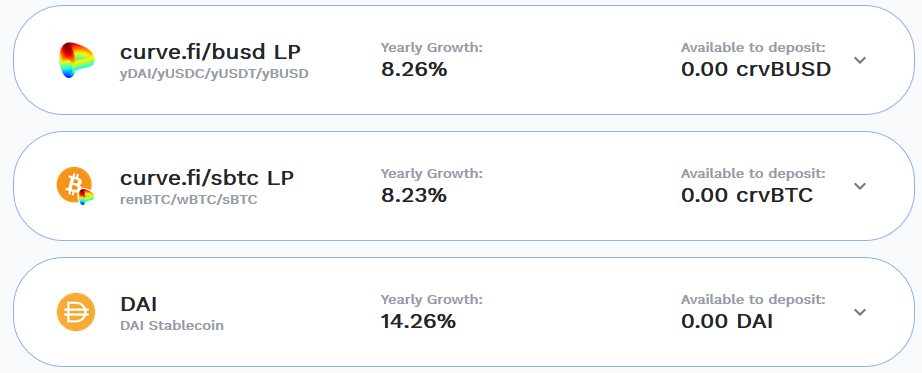 curve.fi/busd LP
yDAI/yUSDC/yUSDT/yBUSD
Yearly Growth:
8.26%
Available to deposit:
0.00 crvBUSD
curve.fi/sbtc LP
renBTC/wBTC/sBTC
Yearly Growth:
8.23%
Available to deposit:
0.00 crvBTC
DAI
DAI Stablecoin
Yearly Growth:
14.26%
Available to deposit:
0.00 DAI